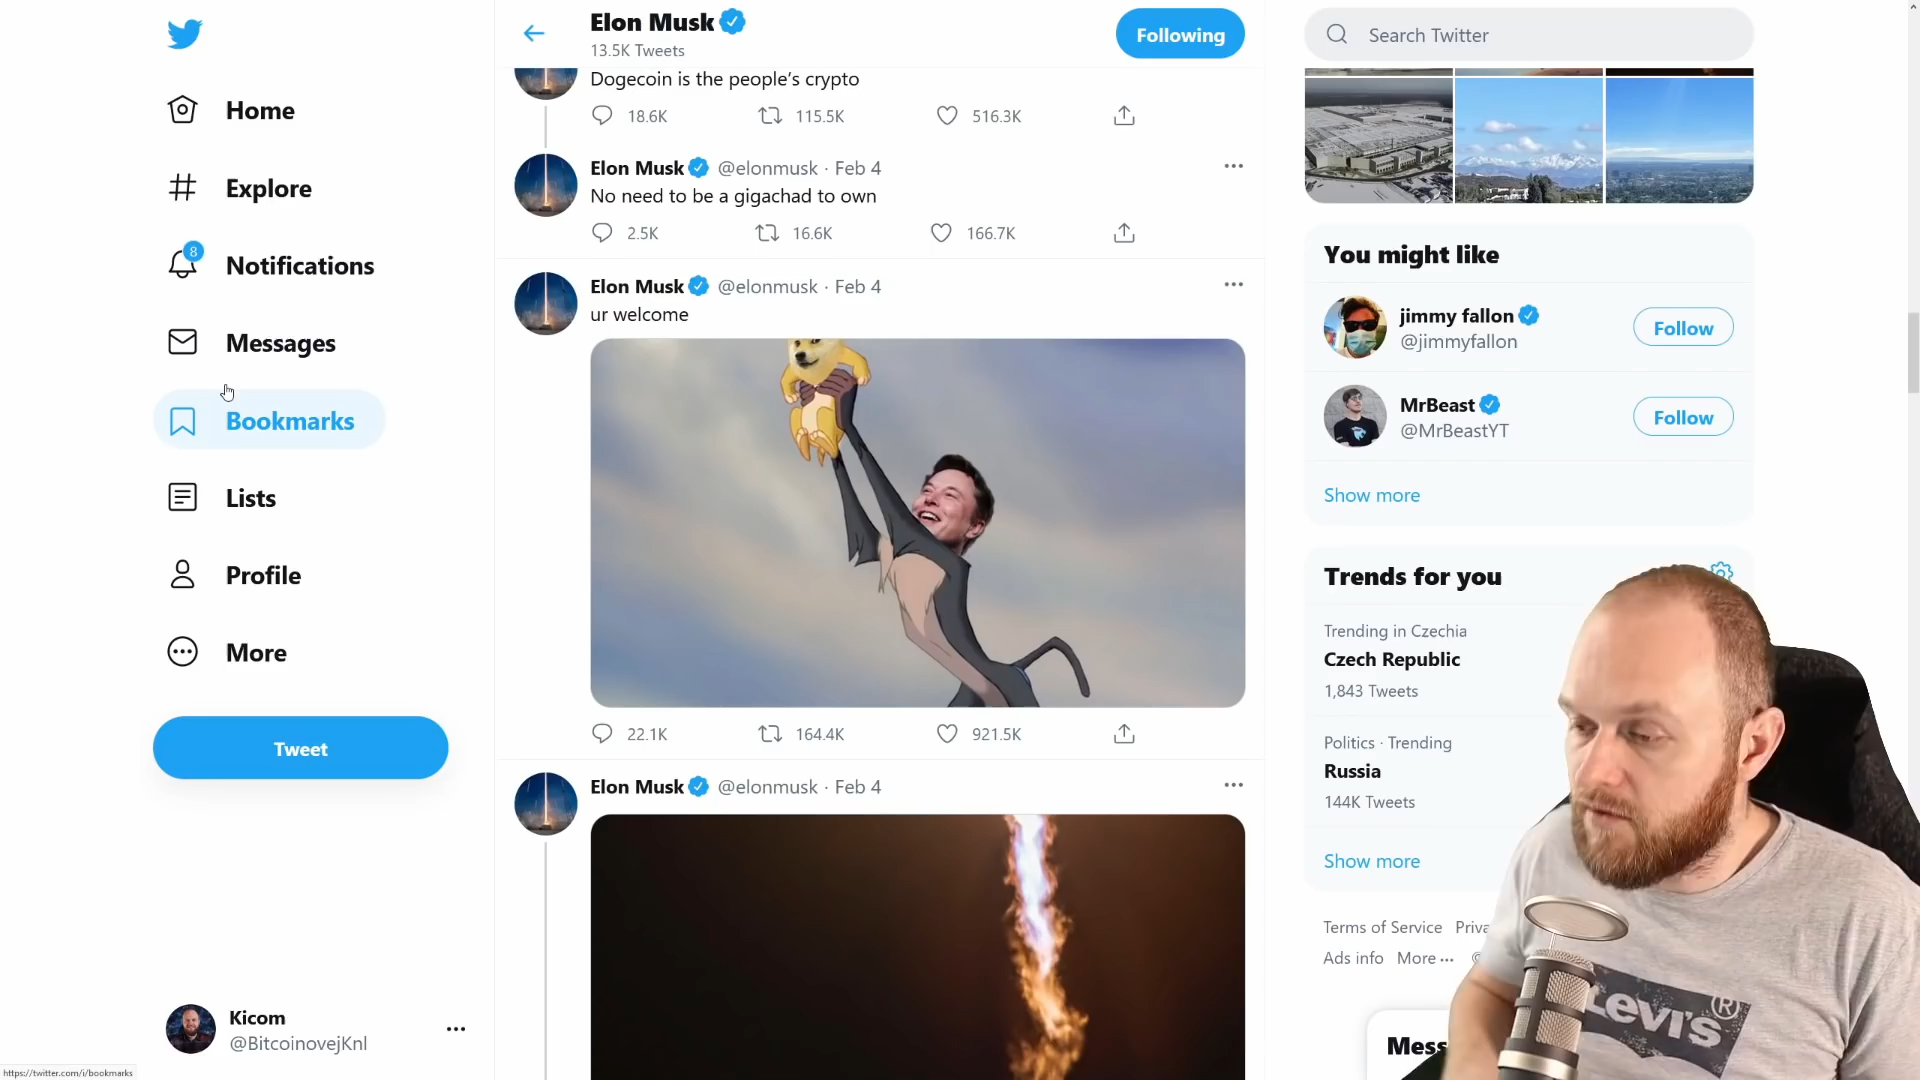 Home
Explore
8
Notifications
Messages
Bookmarks
Lists
Profile
More
Tweet
Kicom
@BitcoinovejKnl
https://twitter.com/i/bookmarks
Elon Musk
13.5K Tweets
Following
Dogecoin is the people's crypto
18.6K 115.5K 516.3K
Elon Musk @elonmusk · Feb 4
No need to be a gigachad to own
2.5K 16.6K 166.7K
Elon Musk @elonmusk · Feb 4
ur welcome
22.1K 164.4K 921.5K
Elon Musk @elonmusk · Feb 4
Search Twitter
You might like
jimmy fallon
@jimmyfallon
Follow
MrBeast
@MrBeastYT
Follow
Show more
Trends for you
Trending in Czechia
Czech Republic
1,843 Tweets
Politics · Trending
Russia
144K Tweets
Show more
Terms of Service Priva
Ads info More ···
Mess
Levi's ®